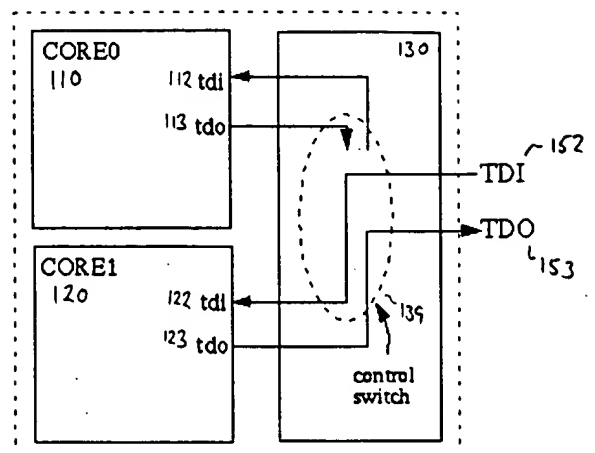 CORE0
110
112 tdi
113 tdo
130
TDI
152
TDO
153
CORE1
120
122 tdi
123 tdo
139
control
switch